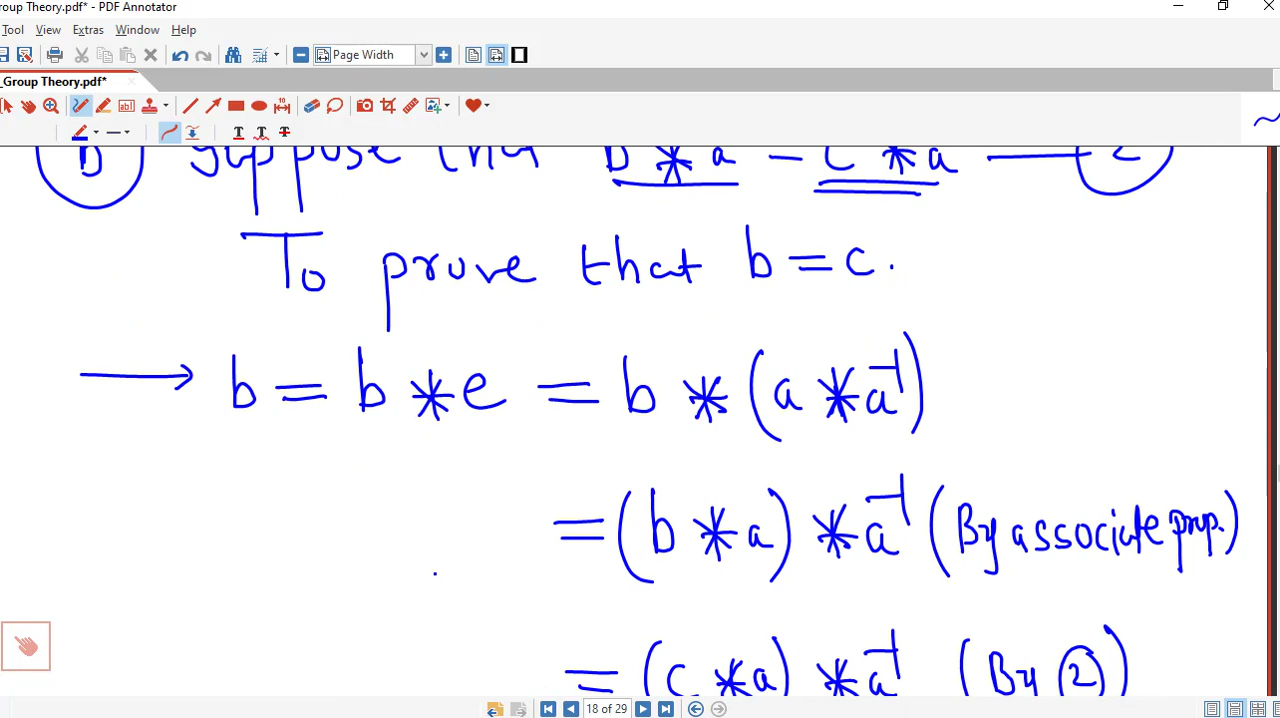 Group Theory.pdf* - PDF Annotator
Tool View Extras Window Help
Page Width
_Group Theory.pdf*
b Suppose that b * a = c * a — 2
To prove that b = c.
⟶ b = b * e = b * (a * a⁻¹)
= (b * a) * a⁻¹ (By associate prop.)
= (c * a) * a⁻¹ (By ②)
18 of 29